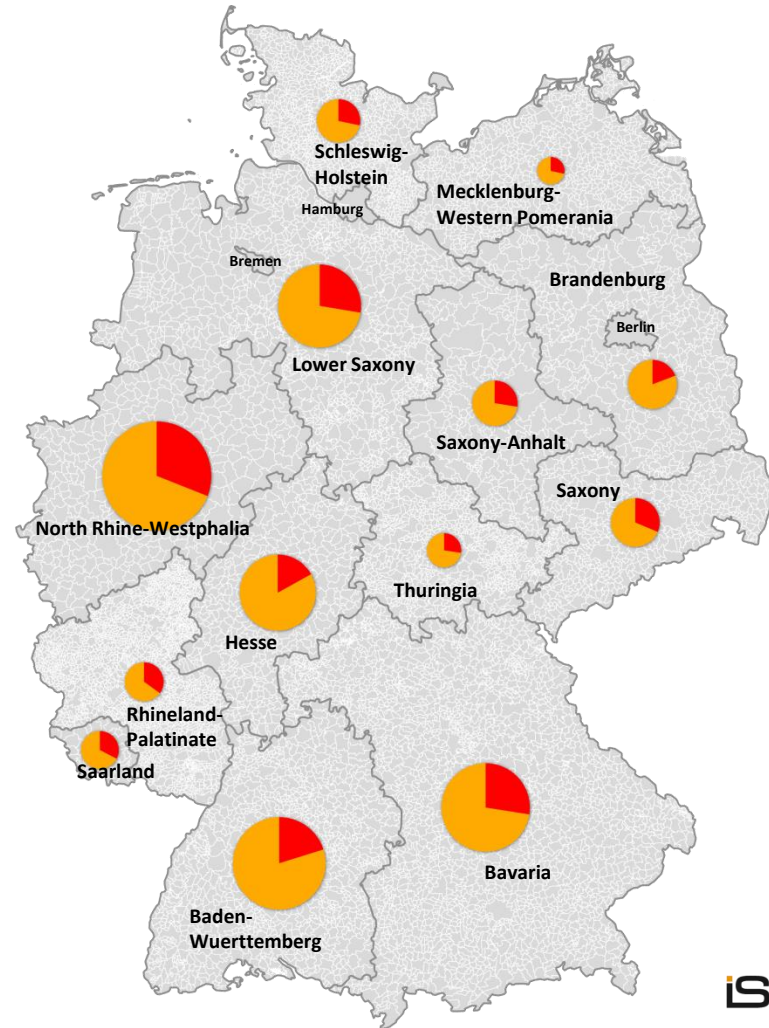 Schleswig-
Holstein
Mecklenburg-
Western Pomerania
Hamburg
Bremen
Brandenburg
Berlin
Lower Saxony
Saxony-Anhalt
Saxony
North Rhine-Westphalia
Thuringia
Hesse
Rhineland-
Palatinate
Saarland
Bavaria
Baden-
Wuerttemberg
iS